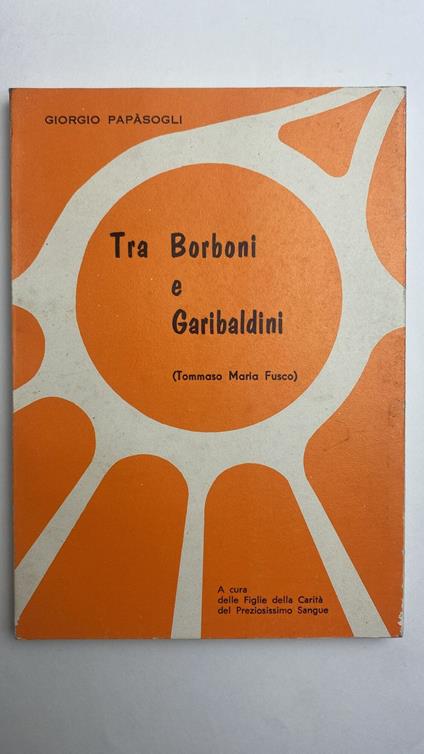 GIORGIO PAPÀSOGLI
Tra Borboni
e
Garibaldini
(Tommaso Maria Fusco)
A cura
delle Figlie della Carità
del Preziosissimo Sangue